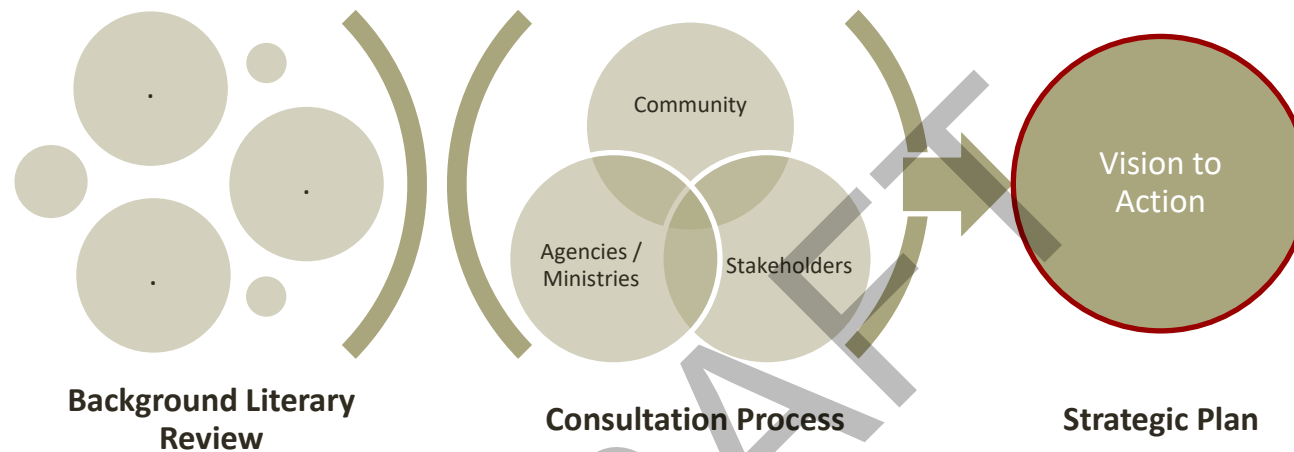 .
.
.
Background Literary
Review
Community
Agencies /
Ministries
Stakeholders
Consultation Process
Vision to
Action
Strategic Plan